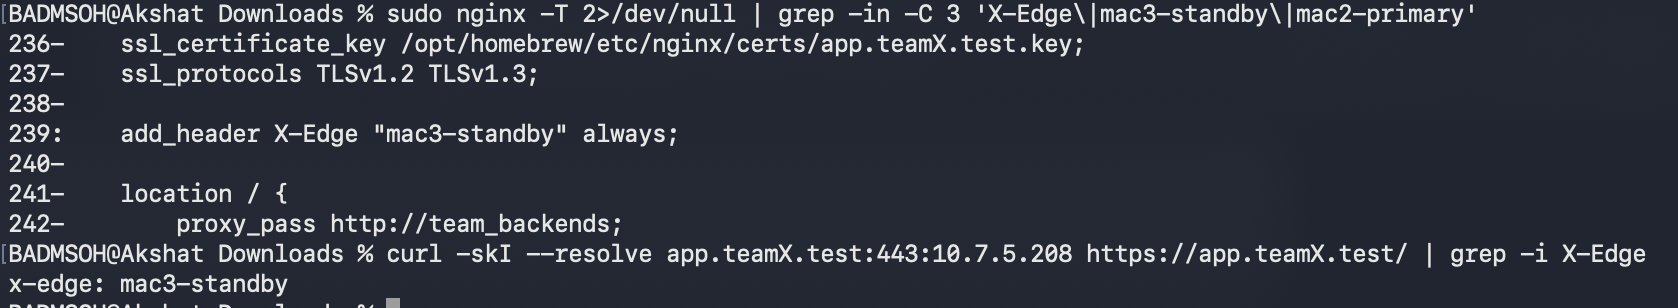 [BADMSOH@Akshat Downloads % sudo nginx -T 2>/dev/null | grep -in -C 3 'X-Edge\|mac3-standby\|mac2-primary'
236-    ssl_certificate_key /opt/homebrew/etc/nginx/certs/app.teamX.test.key;
237-    ssl_protocols TLSv1.2 TLSv1.3;
238-
239:    add_header X-Edge "mac3-standby" always;
240-
241-    location / {
242-        proxy_pass http://team_backends;
[BADMSOH@Akshat Downloads % curl -skI --resolve app.teamX.test:443:10.7.5.208 https://app.teamX.test/ | grep -i X-Edge
x-edge: mac3-standby
BADMSOH@Akshat Downloads %